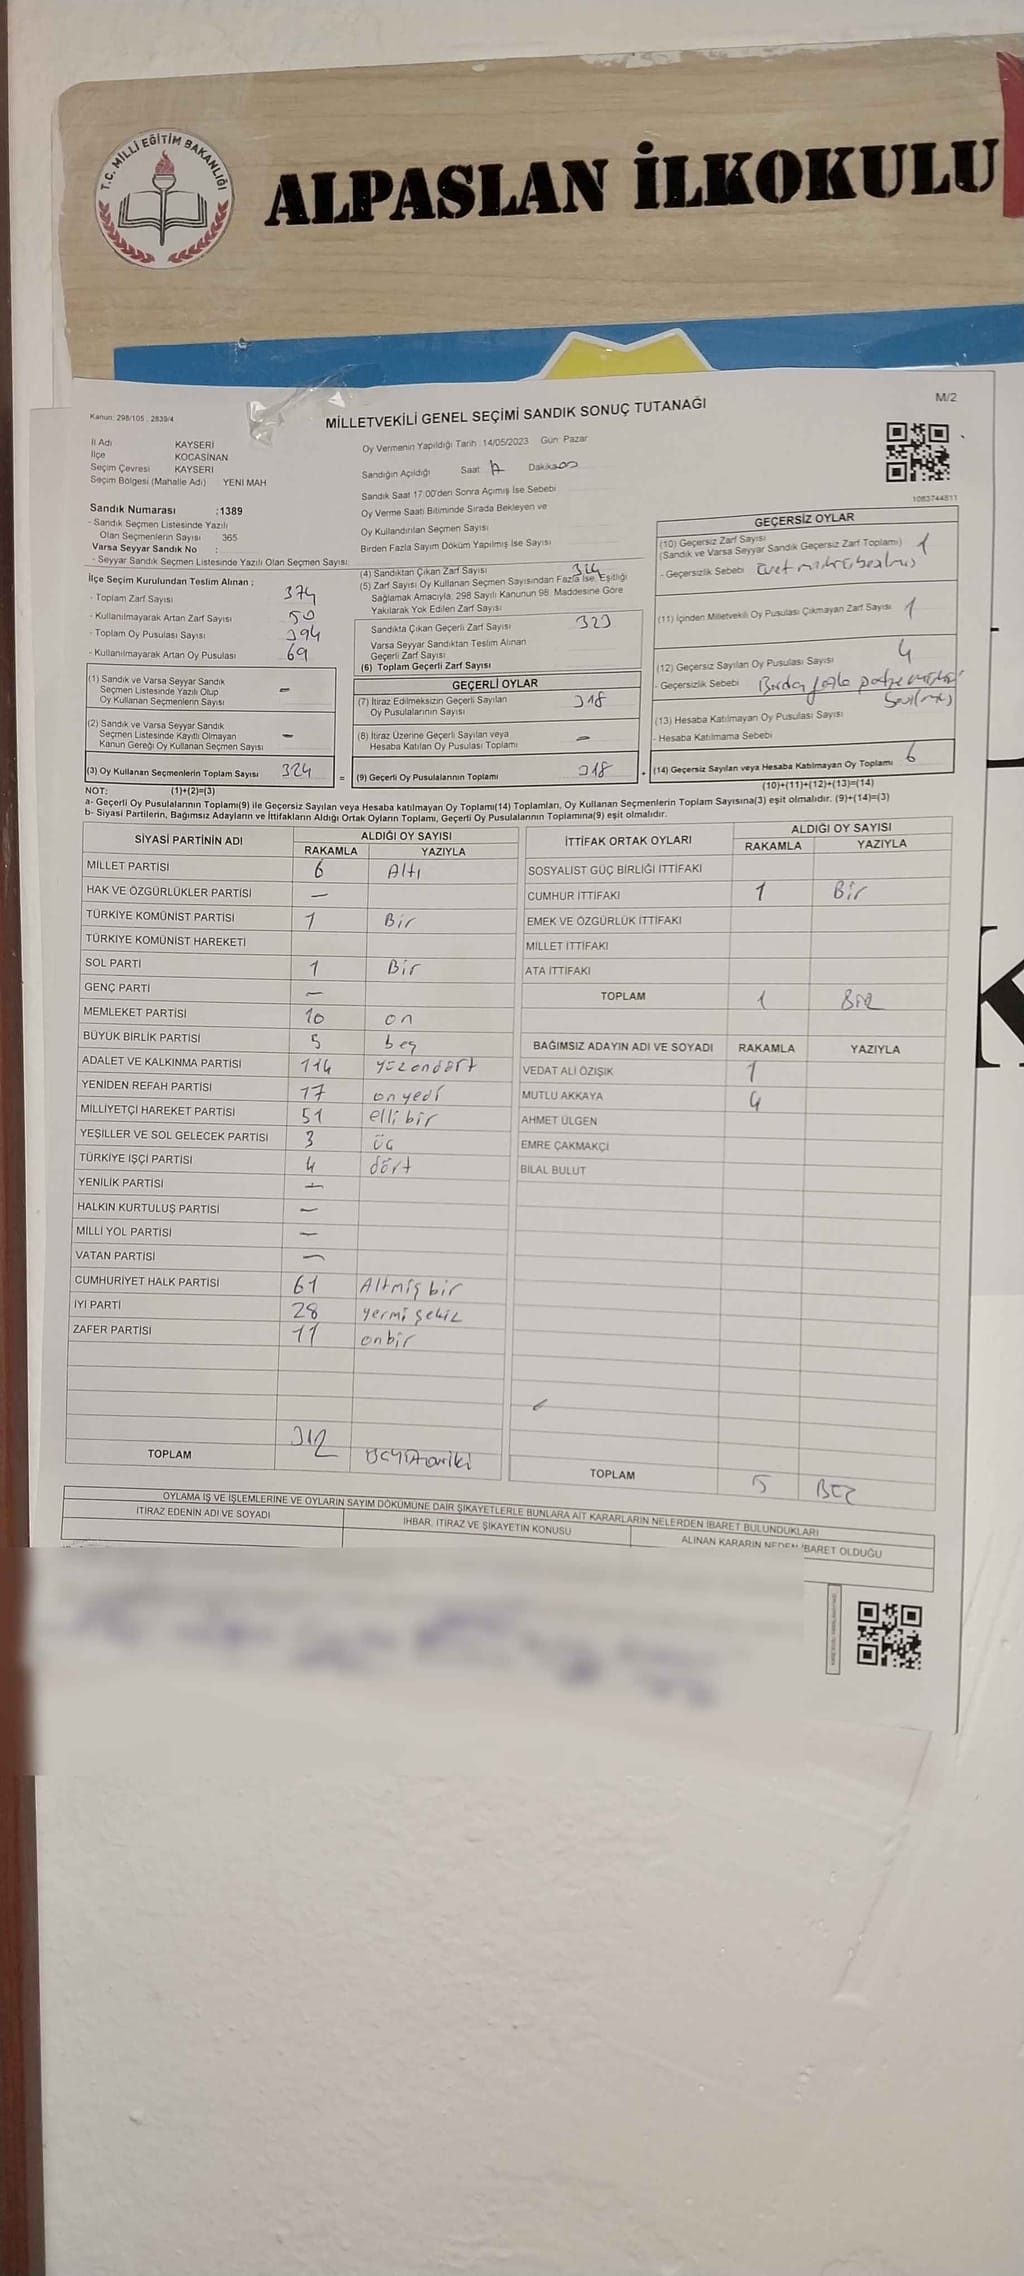 T.C. MİLLİ EĞİTİM BAKANLIĞI
ALPASLAN İLKOKULU
Kanun: 298/105 , 2839/4
MİLLETVEKİLİ GENEL SEÇİMİ SANDIK SONUÇ TUTANAĞI
M/2
İl Adı KAYSERİ
İlçe KOCASİNAN
Seçim Çevresi KAYSERİ
Seçim Bölgesi (Mahalle Adı) YENİ MAH
Sandık Numarası :1389
- Sandık Seçmen Listesinde Yazılı
Olan Seçmenlerin Sayısı 365
Varsa Seyyar Sandık No :
- Seyyar Sandık Seçmen Listesinde Yazılı Olan Seçmen Sayısı
Oy Vermenin Yapıldığı Tarih : 14/05/2023 Gün: Pazar
Sandığın Açıldığı Saat 17 Dakika 00
Sandık Saat 17:00'den Sonra Açımış İse Sebebi
Oy Verme Saati Bitiminde Sırada Bekleyen ve
Oy Kullandırılan Seçmen Sayısı
Birden Fazla Sayım Döküm Yapılmış İse Sayısı
1083744811
İlçe Seçim Kurulundan Teslim Alınan ;
- Toplam Zarf Sayısı 374
- Kullanılmayarak Artan Zarf Sayısı 50
- Toplam Oy Pusulası Sayısı 394
- Kullanılmayarak Artan Oy Pusulası 69
(1) Sandık ve Varsa Seyyar Sandık
Seçmen Listesinde Yazılı Olup
Oy Kullanan Seçmenlerin Sayısı -
(2) Sandık ve Varsa Seyyar Sandık
Seçmen Listesinde Kayıtlı Olmayan
Kanun Gereği Oy Kullanan Seçmen Sayısı -
(3) Oy Kullanan Seçmenlerin Toplam Sayısı 324 =
(4) Sandıktan Çıkan Zarf Sayısı 324
(5) Zarf Sayısı Oy Kullanan Seçmen Sayısından Fazla İse, Eşitliği
Sağlamak Amacıyla, 298 Sayılı Kanunun 98. Maddesine Göre
Yakılarak Yok Edilen Zarf Sayısı
Sandıkta Çıkan Geçerli Zarf Sayısı 323
Varsa Seyyar Sandıktan Teslim Alınan
Geçerli Zarf Sayısı
(6) Toplam Geçerli Zarf Sayısı
GEÇERLİ OYLAR
(7) İtiraz Edilmeksizin Geçerli Sayılan
Oy Pusulalarının Sayısı 318
(8) İtiraz Üzerine Geçerli Sayılan veya
Hesaba Katılan Oy Pusulası Toplamı -
(9) Geçerli Oy Pusulalarının Toplamı 318 +
GEÇERSİZ OYLAR
(10) Geçersiz Zarf Sayısı
(Sandık ve Varsa Seyyar Sandık Geçersiz Zarf Toplamı) 1
- Geçersizlik Sebebi
(11) İçinden Milletvekili Oy Pusulası Çıkmayan Zarf Sayısı 1
(12) Geçersiz Sayılan Oy Pusulası Sayısı 4
- Geçersizlik Sebebi Birden fazla
(13) Hesaba Katılmayan Oy Pusulası Sayısı
- Hesaba Katılmama Sebebi
(14) Geçersiz Sayılan veya Hesaba Katılmayan Oy Toplamı 6
NOT: (1)+(2)=(3)
(10)+(11)+(12)+(13)=(14)
a- Geçerli Oy Pusulalarının Toplamı(9) ile Geçersiz Sayılan veya Hesaba katılmayan Oy Toplamı(14) Toplamları, Oy Kullanan Seçmenlerin Toplam Sayısına(3) eşit olmalıdır. (9)+(14)=(3)
b- Siyasi Partilerin, Bağımsız Adayların ve İttifakların Aldığı Ortak Oyların Toplamı, Geçerli Oy Pusulalarının Toplamına(9) eşit olmalıdır.
SİYASİ PARTİNİN ADI ALDIĞI OY SAYISI
RAKAMLA YAZIYLA
MİLLET PARTİSİ 6 Altı
HAK VE ÖZGÜRLÜKLER PARTİSİ -
TÜRKİYE KOMÜNİST PARTİSİ 1 Bir
TÜRKİYE KOMÜNİST HAREKETİ
SOL PARTİ 1 Bir
GENÇ PARTİ -
MEMLEKET PARTİSİ 10 on
BÜYÜK BİRLİK PARTİSİ 5 beş
ADALET VE KALKINMA PARTİSİ 114 yüzondört
YENİDEN REFAH PARTİSİ 17 onyedi
MİLLİYETÇİ HAREKET PARTİSİ 51 elli bir
YEŞİLLER VE SOL GELECEK PARTİSİ 3 üç
TÜRKİYE İŞÇİ PARTİSİ 4 dört
YENİLİK PARTİSİ -
HALKIN KURTULUŞ PARTİSİ -
MİLLİ YOL PARTİSİ -
VATAN PARTİSİ -
CUMHURİYET HALK PARTİSİ 61 Altmış bir
İYİ PARTİ 28 yermi şekiz
ZAFER PARTİSİ 11 onbir
TOPLAM 312 üçyüzoniki
İTTİFAK ORTAK OYLARI ALDIĞI OY SAYISI
RAKAMLA YAZIYLA
SOSYALİST GÜÇ BİRLİĞİ İTTİFAKI
CUMHUR İTTİFAKI 1 Bir
EMEK VE ÖZGÜRLÜK İTTİFAKI
MİLLET İTTİFAKI
ATA İTTİFAKI
TOPLAM 1 BİR
BAĞIMSIZ ADAYIN ADI VE SOYADI RAKAMLA YAZIYLA
VEDAT ALİ ÖZIŞIK 1
MUTLU AKKAYA 4
AHMET ÜLGEN
EMRE ÇAKMAKÇİ
BİLAL BULUT
TOPLAM 5 BEŞ
OYLAMA İŞ VE İŞLEMLERİNE VE OYLARIN SAYIM DÖKÜMÜNE DAİR ŞİKAYETLERLE BUNLARA AİT KARARLARIN NELERDEN İBARET BULUNDUKLARI
İTİRAZ EDENİN ADI VE SOYADI İHBAR, İTİRAZ VE ŞİKAYETİN KONUSU ALINAN KARARIN NEDEN İBARET OLDUĞU